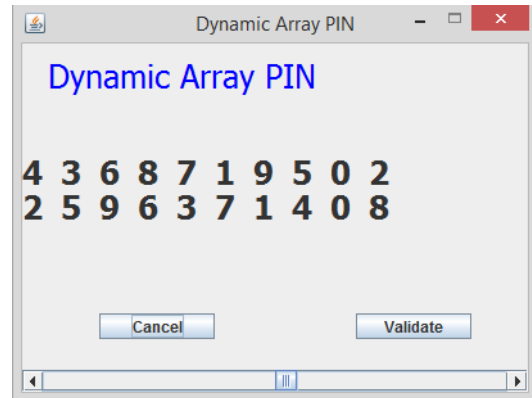 Dynamic Array PIN
Dynamic Array PIN
4 3 6 8 7 1 9 5 0 2
2 5 9 6 3 7 1 4 0 8
Cancel Validate